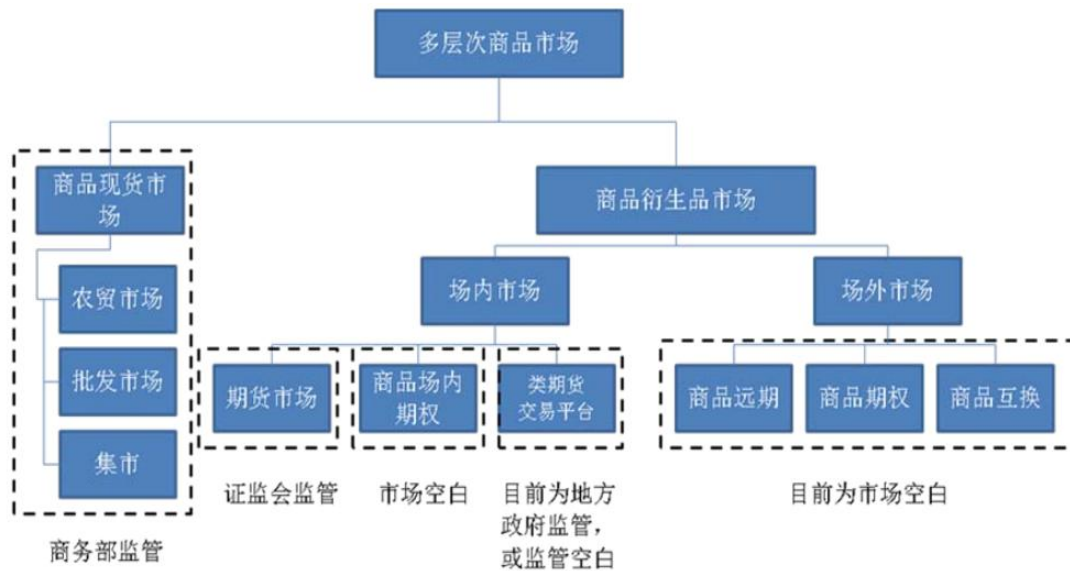 多层次商品市场
商品现货市
场
商品衍生品市场
农贸市场
批发市场
集市
商务部监管
场内市场
场外市场
期货市场
商品场内
期权
类期货
交易平台
商品远期
商品期权
商品互换
证监会监管
市场空白
目前为地方
政府监管，
或监管空白
目前为市场空白